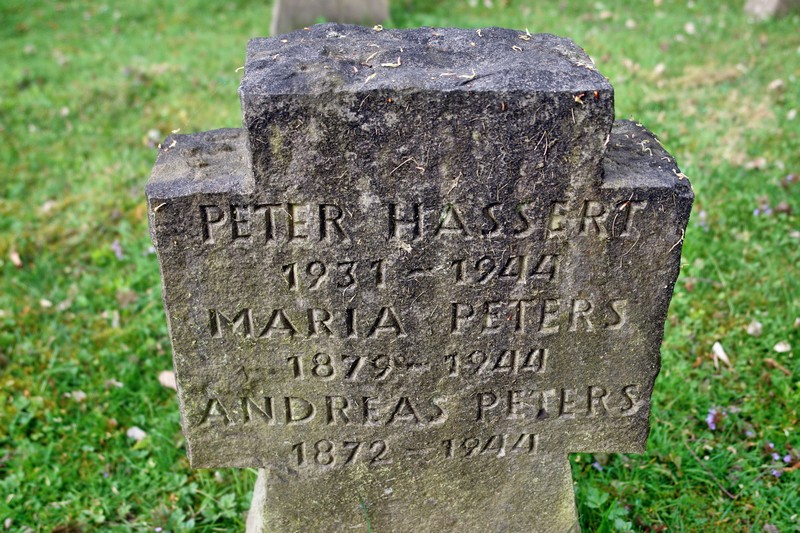 PETER HASSERT
1931 – 1944
MARIA PETERS
1879 – 1944
ANDREAS PETERS
1872 – 1944